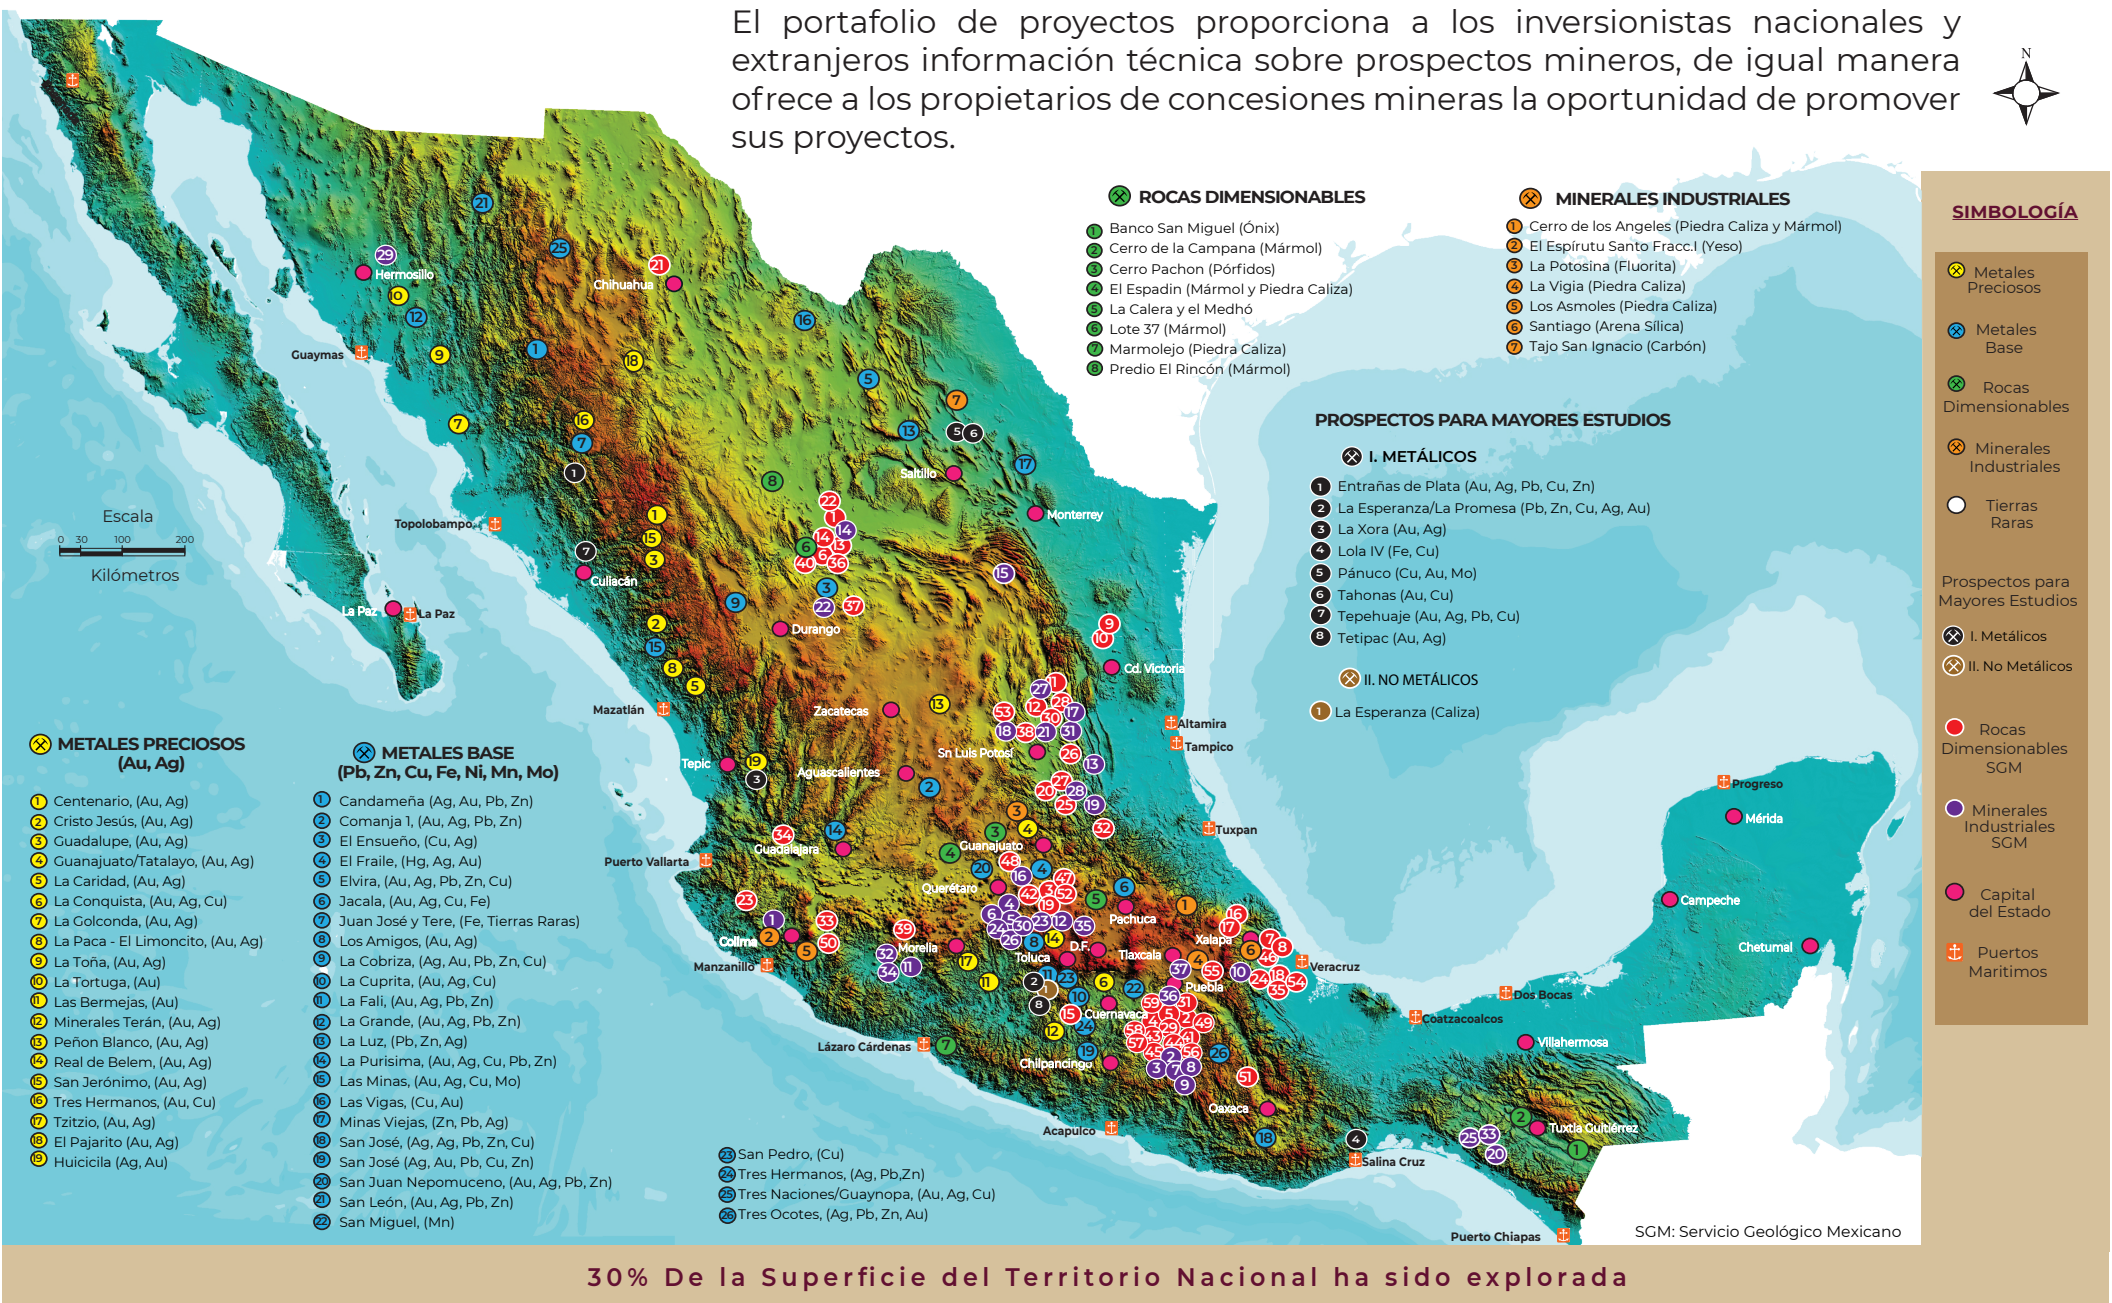 El portafolio de proyectos proporciona a los inversionistas nacionales y
extranjeros información técnica sobre prospectos mineros, de igual manera
ofrece a los propietarios de concesiones mineras la oportunidad de promover
sus proyectos.
N
ROCAS DIMENSIONABLES
1 Banco San Miguel (Ónix)
2 Cerro de la Campana (Mármol)
3 Cerro Pachon (Pórfidos)
4 El Espadin (Mármol y Piedra Caliza)
5 La Calera y el Medhó
6 Lote 37 (Mármol)
7 Marmolejo (Piedra Caliza)
8 Predio El Rincón (Mármol)
MINERALES INDUSTRIALES
1 Cerro de los Angeles (Piedra Caliza y Mármol)
2 El Espírutu Santo Fracc.I (Yeso)
3 La Potosina (Fluorita)
4 La Vigia (Piedra Caliza)
5 Los Asmoles (Piedra Caliza)
6 Santiago (Arena Sílica)
7 Tajo San Ignacio (Carbón)
PROSPECTOS PARA MAYORES ESTUDIOS
I. METÁLICOS
1 Entrañas de Plata (Au, Ag, Pb, Cu, Zn)
2 La Esperanza/La Promesa (Pb, Zn, Cu, Ag, Au)
3 La Xora (Au, Ag)
4 Lola IV (Fe, Cu)
5 Pánuco (Cu, Au, Mo)
6 Tahonas (Au, Cu)
7 Tepehuaje (Au, Ag, Pb, Cu)
8 Tetipac (Au, Ag)
II. NO METÁLICOS
1 La Esperanza (Caliza)
SIMBOLOGÍA
Metales
Preciosos
Metales
Base
Rocas
Dimensionables
Minerales
Industriales
Tierras
Raras
Prospectos para
Mayores Estudios
I. Metálicos
II. No Metálicos
Rocas
Dimensionables
SGM
Minerales
Industriales
SGM
Capital
del Estado
Puertos
Maritimos
Escala
0 30 100 200
Kilómetros
Hermosillo
Chihuahua
Guaymas
Topolobampo
Culiacán
La Paz
La Paz
Saltillo
Monterrey
Durango
Cd. Victoria
Mazatlán
Zacatecas
Altamira
Tampico
Sn Luis Potosí
Tepic
Aguascalientes
Progreso
Mérida
Tuxpan
Guadalajara
Guanajuato
Puerto Vallarta
Querétaro
Campeche
Pachuca
Colima
Morelia
D.F.
Toluca
Tlaxcala
Xalapa
Chetumal
Manzanillo
Veracruz
Puebla
Dos Bocas
Cuernavaca
Coatzacoalcos
Lázaro Cárdenas
Villahermosa
Chilpancingo
Oaxaca
Acapulco
Tuxtla Guitiérrez
Salina Cruz
Puerto Chiapas
METALES PRECIOSOS
(Au, Ag)
1 Centenario, (Au, Ag)
2 Cristo Jesús, (Au, Ag)
3 Guadalupe, (Au, Ag)
4 Guanajuato/Tatalayo, (Au, Ag)
5 La Caridad, (Au, Ag)
6 La Conquista, (Au, Ag, Cu)
7 La Golconda, (Au, Ag)
8 La Paca - El Limoncito, (Au, Ag)
9 La Toña, (Au, Ag)
10 La Tortuga, (Au)
11 Las Bermejas, (Au)
12 Minerales Terán, (Au, Ag)
13 Peñon Blanco, (Au, Ag)
14 Real de Belem, (Au, Ag)
15 San Jerónimo, (Au, Ag)
16 Tres Hermanos, (Au, Cu)
17 Tzitzio, (Au, Ag)
18 El Pajarito (Au, Ag)
19 Huicicila (Ag, Au)
METALES BASE
(Pb, Zn, Cu, Fe, Ni, Mn, Mo)
1 Candameña (Ag, Au, Pb, Zn)
2 Comanja 1, (Au, Ag, Pb, Zn)
3 El Ensueño, (Cu, Ag)
4 El Fraile, (Hg, Ag, Au)
5 Elvira, (Au, Ag, Pb, Zn, Cu)
6 Jacala, (Au, Ag, Cu, Fe)
7 Juan José y Tere, (Fe, Tierras Raras)
8 Los Amigos, (Au, Ag)
9 La Cobriza, (Ag, Au, Pb, Zn, Cu)
10 La Cuprita, (Au, Ag, Cu)
11 La Fali, (Au, Ag, Pb, Zn)
12 La Grande, (Au, Ag, Pb, Zn)
13 La Luz, (Pb, Zn, Ag)
14 La Purisima, (Au, Ag, Cu, Pb, Zn)
15 Las Minas, (Au, Ag, Cu, Mo)
16 Las Vigas, (Cu, Au)
17 Minas Viejas, (Zn, Pb, Ag)
18 San José, (Ag, Ag, Pb, Zn, Cu)
19 San José (Ag, Au, Pb, Cu, Zn)
20 San Juan Nepomuceno, (Au, Ag, Pb, Zn)
21 San León, (Au, Ag, Pb, Zn)
22 San Miguel, (Mn)
23 San Pedro, (Cu)
24 Tres Hermanos, (Ag, Pb,Zn)
25 Tres Naciones/Guaynopa, (Au, Ag, Cu)
26 Tres Ocotes, (Ag, Pb, Zn, Au)
SGM: Servicio Geológico Mexicano
30% De la Superficie del Territorio Nacional ha sido explorada